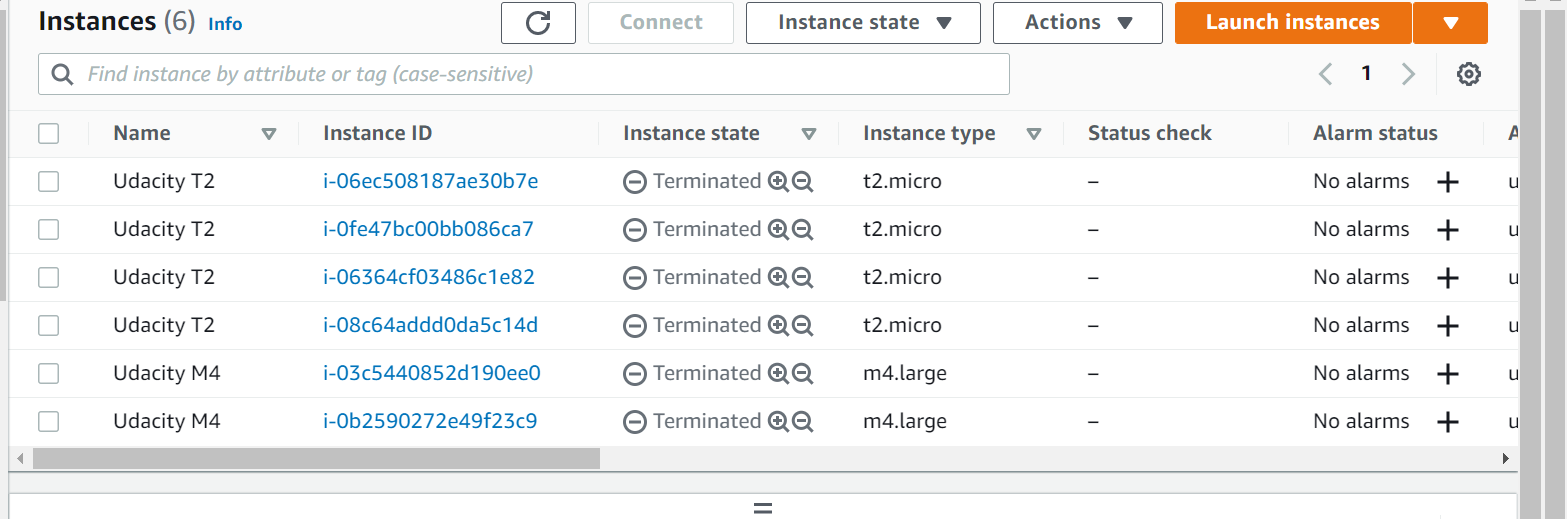 Instances (6) Info Connect Instance state Actions Launch instances
Find instance by attribute or tag (case-sensitive) 1
Name Instance ID Instance state Instance type Status check Alarm status A
Udacity T2 i-06ec508187ae30b7e Terminated t2.micro – No alarms + u
Udacity T2 i-0fe47bc00bb086ca7 Terminated t2.micro – No alarms + u
Udacity T2 i-06364cf03486c1e82 Terminated t2.micro – No alarms + u
Udacity T2 i-08c64addd0da5c14d Terminated t2.micro – No alarms + u
Udacity M4 i-03c5440852d190ee0 Terminated m4.large – No alarms + u
Udacity M4 i-0b2590272e49f23c9 Terminated m4.large – No alarms + u